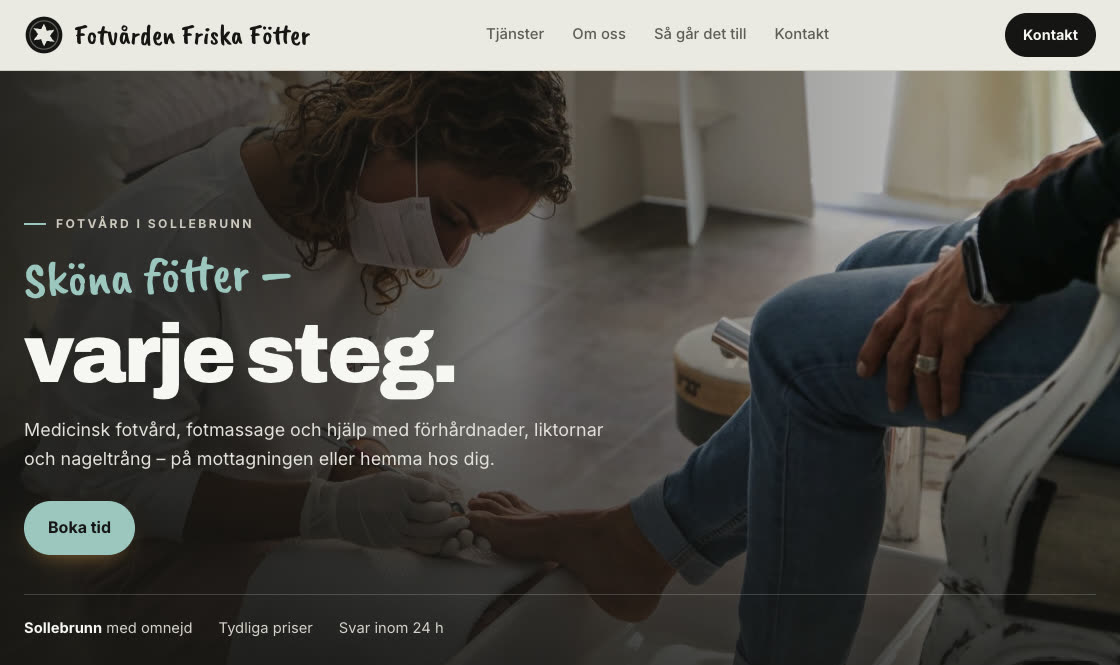 Fotvården Friska Fötter
Tjänster
Om oss
Så går det till
Kontakt
Kontakt
FOTVÅRD I SOLLEBRUNN
Sköna fötter –
varje steg.
Medicinsk fotvård, fotmassage och hjälp med förhårdnader, liktornar
och nageltrång – på mottagningen eller hemma hos dig.
Boka tid
Sollebrunn med omnejd
Tydliga priser
Svar inom 24 h